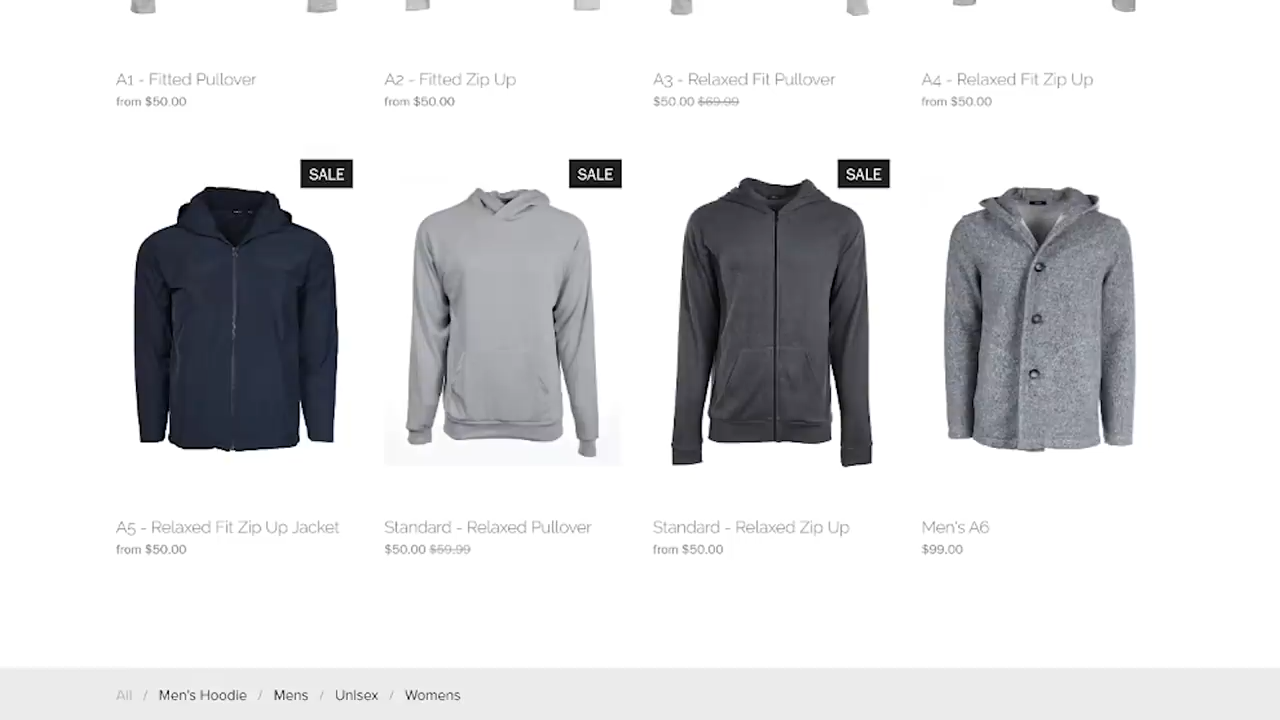 A1 - Fitted Pullover
from $50.00
A2 - Fitted Zip Up
from $50.00
A3 - Relaxed Fit Pullover
$50.00 $69.99
A4 - Relaxed Fit Zip Up
from $50.00
SALE
SALE
SALE
A5 - Relaxed Fit Zip Up Jacket
from $50.00
Standard - Relaxed Pullover
$50.00 $59.99
Standard - Relaxed Zip Up
from $50.00
Men's A6
$99.00
All / Men's Hoodie / Mens / Unisex / Womens